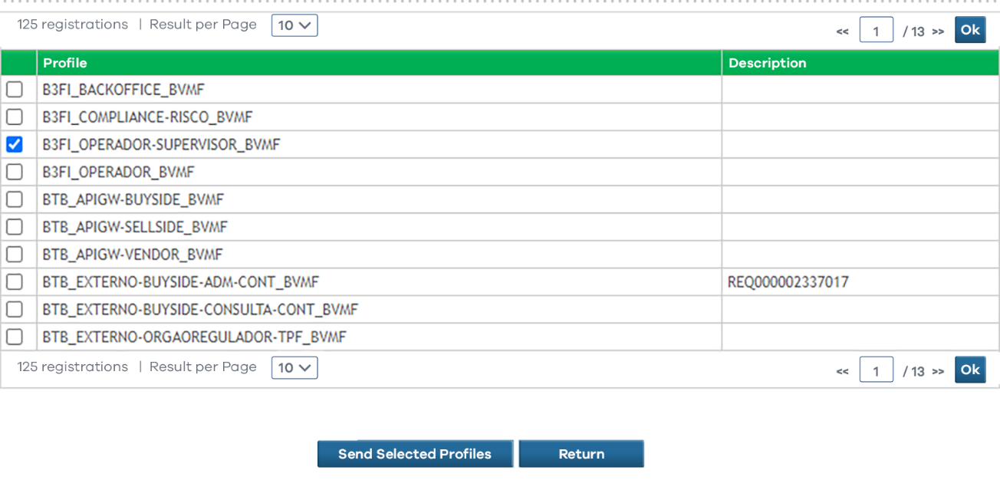 125 registrations | Result per Page 10 << 1 / 13 >> Ok
Profile Description
B3FI_BACKOFFICE_BVMF
B3FI_COMPLIANCE-RISCO_BVMF
B3FI_OPERADOR-SUPERVISOR_BVMF
B3FI_OPERADOR_BVMF
BTB_APIGW-BUYSIDE_BVMF
BTB_APIGW-SELLSIDE_BVMF
BTB_APIGW-VENDOR_BVMF
BTB_EXTERNO-BUYSIDE-ADM-CONT_BVMF REQ000002337017
BTB_EXTERNO-BUYSIDE-CONSULTA-CONT_BVMF
BTB_EXTERNO-ORGAOREGULADOR-TPF_BVMF
125 registrations | Result per Page 10 << 1 / 13 >> Ok
Send Selected Profiles Return